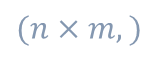 (n × m, )